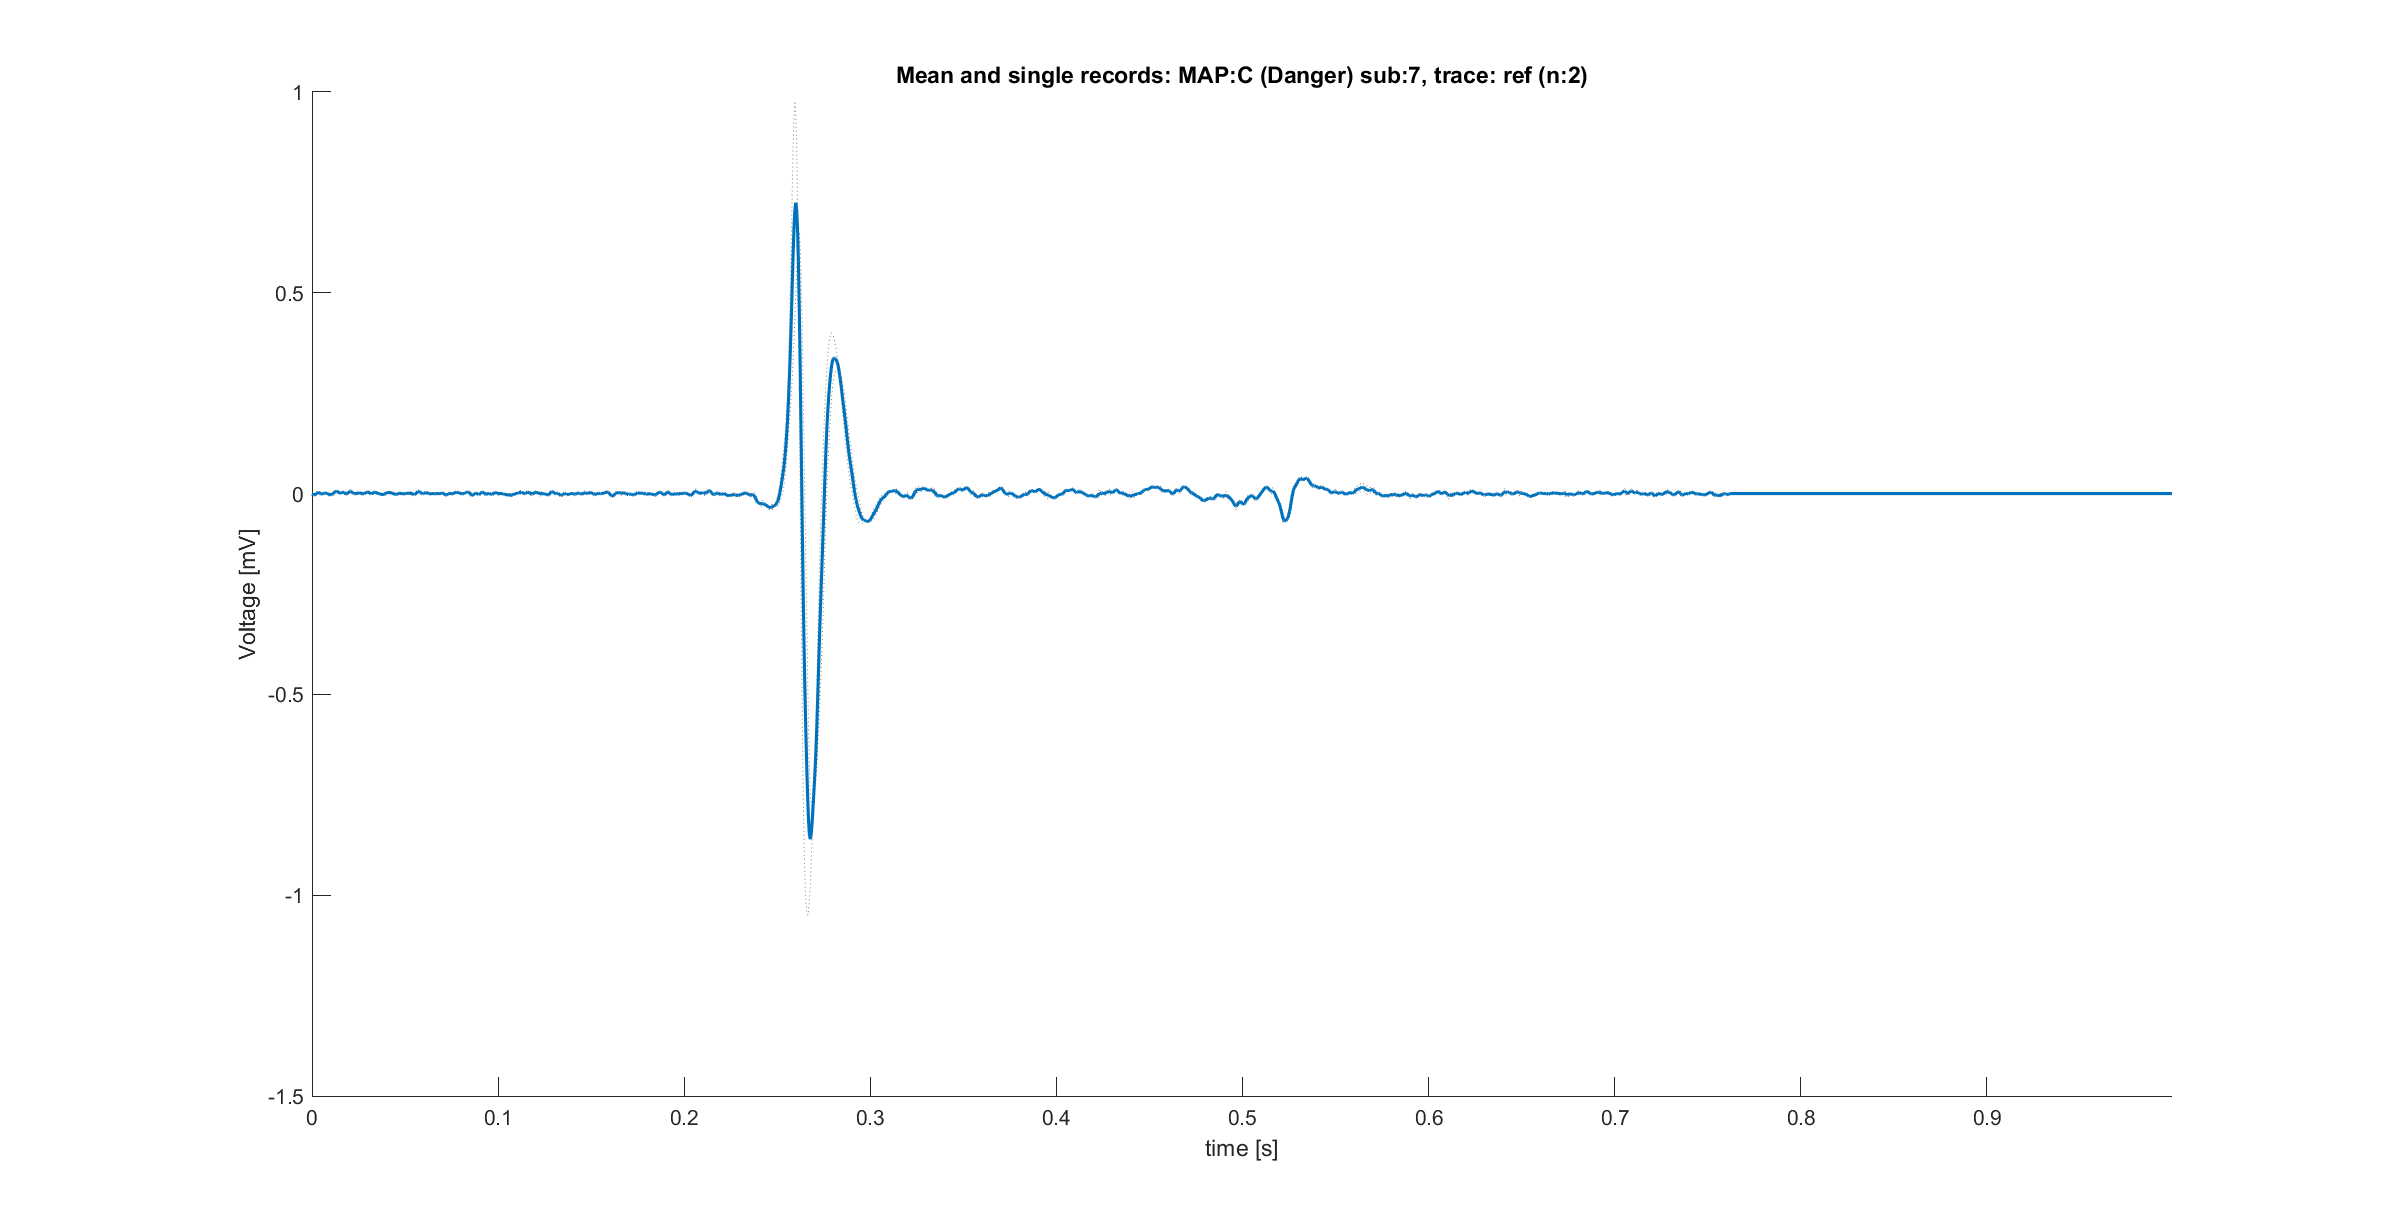 Mean and single records: MAP:C (Danger) sub:7, trace: ref (n:2)
1
0.5
0
-0.5
-1
-1.5
Voltage [mV]
0 0.1 0.2 0.3 0.4 0.5 0.6 0.7 0.8 0.9
time [s]